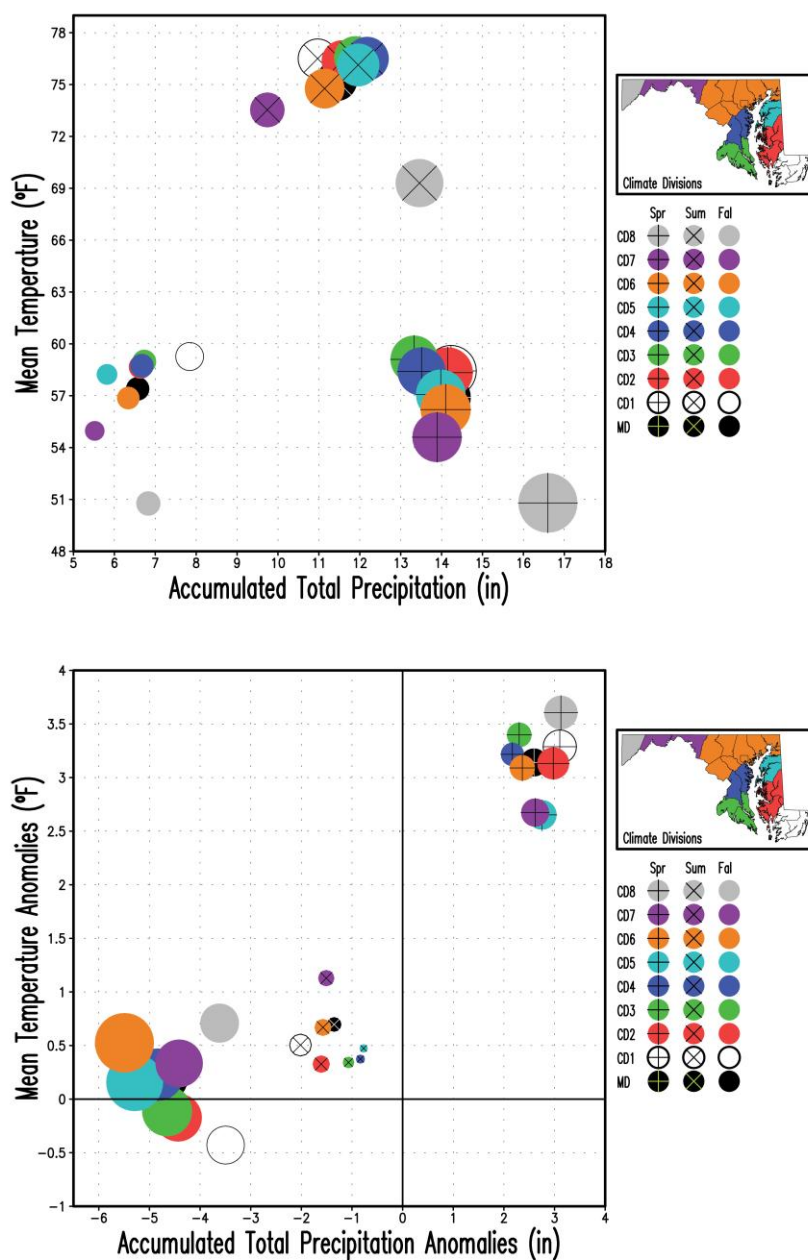 78
75
72
69
66
63
60
57
54
51
48
Mean Temperature (°F)
5 6 7 8 9 10 11 12 13 14 15 16 17 18
Accumulated Total Precipitation (in)
Climate Divisions
Spr Sum Fal
CD8
CD7
CD6
CD5
CD4
CD3
CD2
CD1
MD
4
3.5
3
2.5
2
1.5
1
0.5
0
-0.5
-1
Mean Temperature Anomalies (°F)
-6 -5 -4 -3 -2 -1 0 1 2 3 4
Accumulated Total Precipitation Anomalies (in)
Climate Divisions
Spr Sum Fal
CD8
CD7
CD6
CD5
CD4
CD3
CD2
CD1
MD